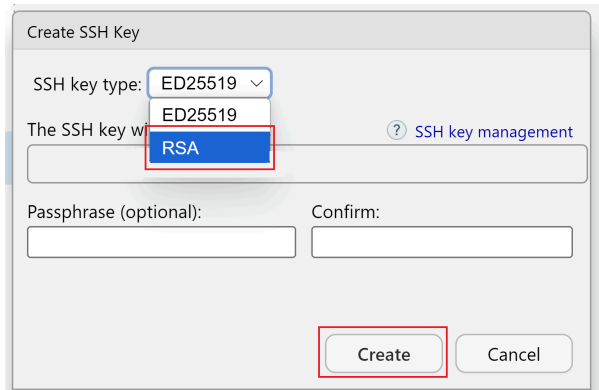 Create SSH Key
SSH key type: ED25519
ED25519
The SSH key wi
RSA
? SSH key management
Passphrase (optional): Confirm:
Create Cancel